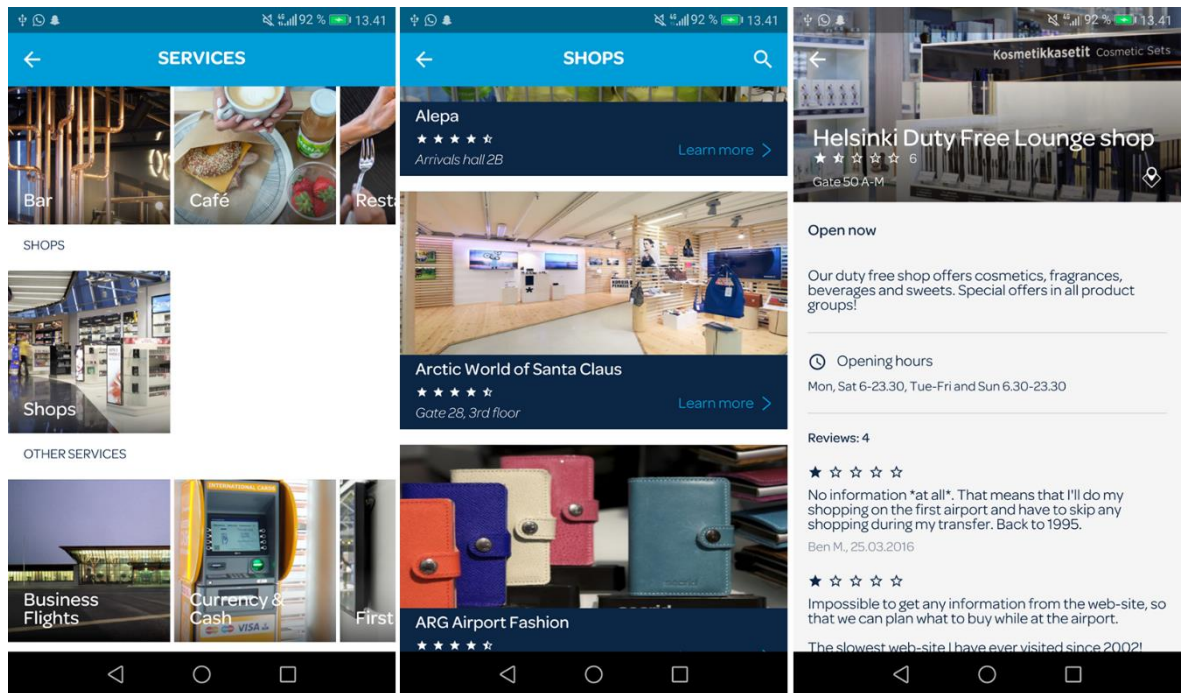 92 % 13.41
SERVICES
Bar
Café
Resta
SHOPS
Shops
OTHER SERVICES
Business
Flights
INTERNATIONAL CARDS
Currency &
Cash
VISA
First
92 % 13.41
SHOPS
Alepa
Arrivals hall 2B
Learn more >
Arctic World of Santa Claus
Gate 28, 3rd floor
Learn more >
secrid
ARG Airport Fashion
92 % 13.41
Kosmetikkasetit Cosmetic Sets
Helsinki Duty Free Lounge shop
6
Gate 50 A-M
Open now
Our duty free shop offers cosmetics, fragrances,
beverages and sweets. Special offers in all product
groups!
Opening hours
Mon, Sat 6-23.30, Tue-Fri and Sun 6.30-23.30
Reviews: 4
No information *at all*. That means that I'll do my
shopping on the first airport and have to skip any
shopping during my transfer. Back to 1995.
Ben M., 25.03.2016
Impossible to get any information from the web-site, so
that we can plan what to buy while at the airport.
The slowest web-site I have ever visited since 2002!